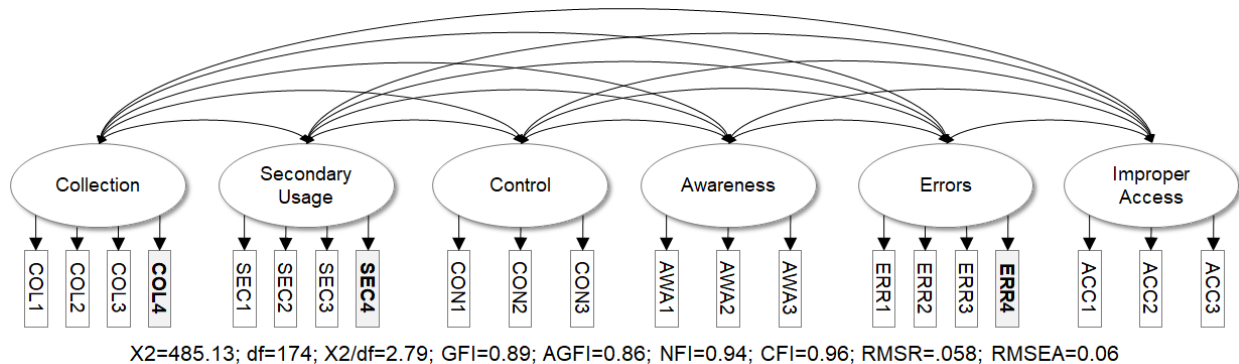 Collection
Secondary
Usage
Control
Awareness
Errors
Improper
Access
COL1
COL2
COL3
COL4
SEC1
SEC2
SEC3
SEC4
CON1
CON2
CON3
AWA1
AWA2
AWA3
ERR1
ERR2
ERR3
ERR4
ACC1
ACC2
ACC3
X2=485.13; df=174; X2/df=2.79; GFI=0.89; AGFI=0.86; NFI=0.94; CFI=0.96; RMSR=.058; RMSEA=0.06